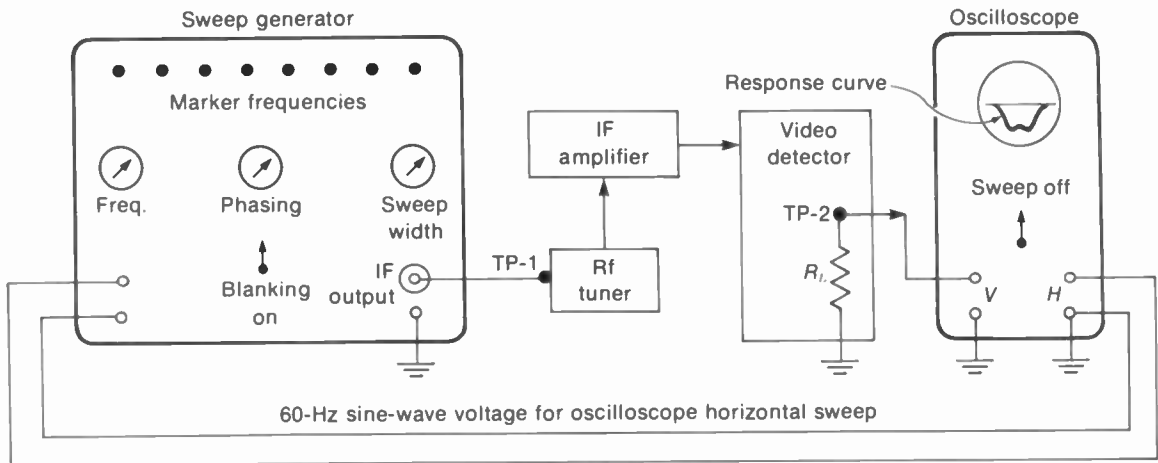 Sweep generator
Oscilloscope
Marker frequencies
Response curve
IF
amplifier
Video
detector
Freq.
Phasing
Sweep
width
Sweep off
TP-2
TP-1
IF
output
Rf
tuner
Blanking
on
R_L
V
H
60-Hz sine-wave voltage for oscilloscope horizontal sweep